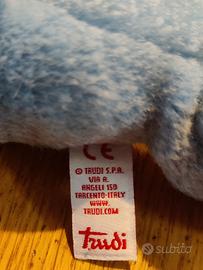 CE
© TRUDI S.P.A.
VIA A.
ANGELI 150
TARCENTO-ITALY
WWW.
TRUDI.COM
Trudi
subito